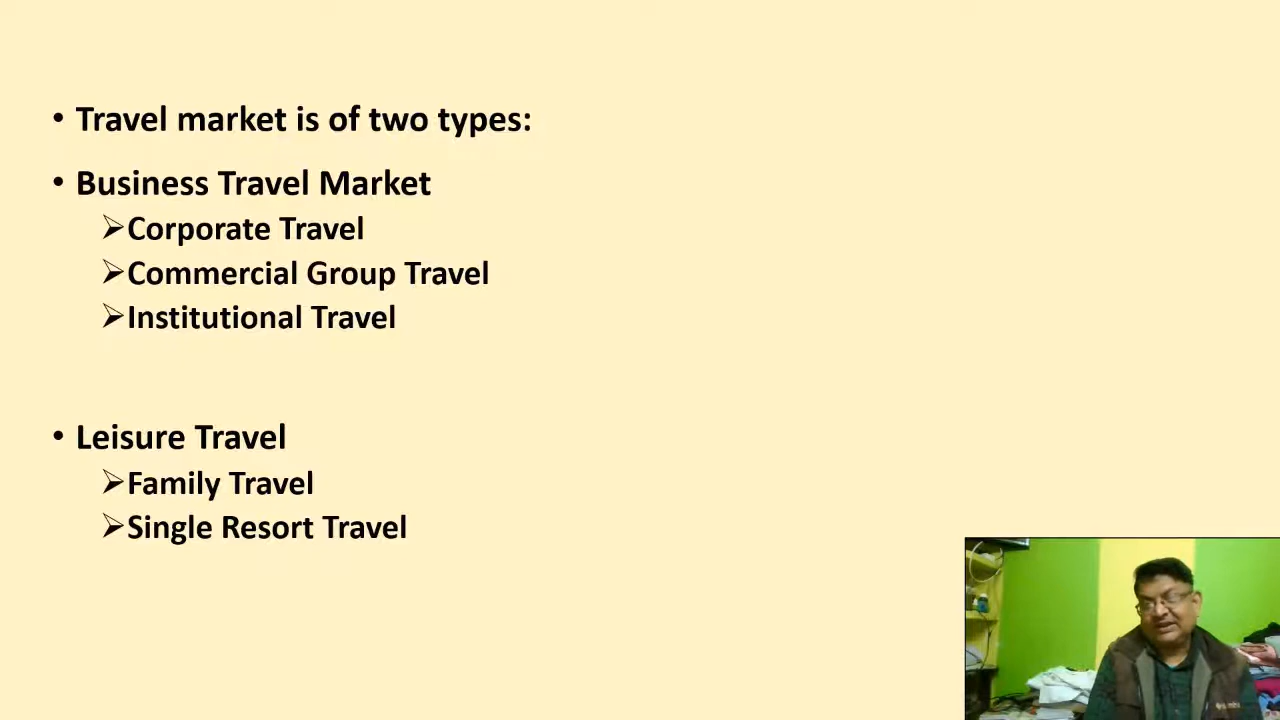 • Travel market is of two types:
• Business Travel Market
➢Corporate Travel
➢Commercial Group Travel
➢Institutional Travel
• Leisure Travel
➢Family Travel
➢Single Resort Travel